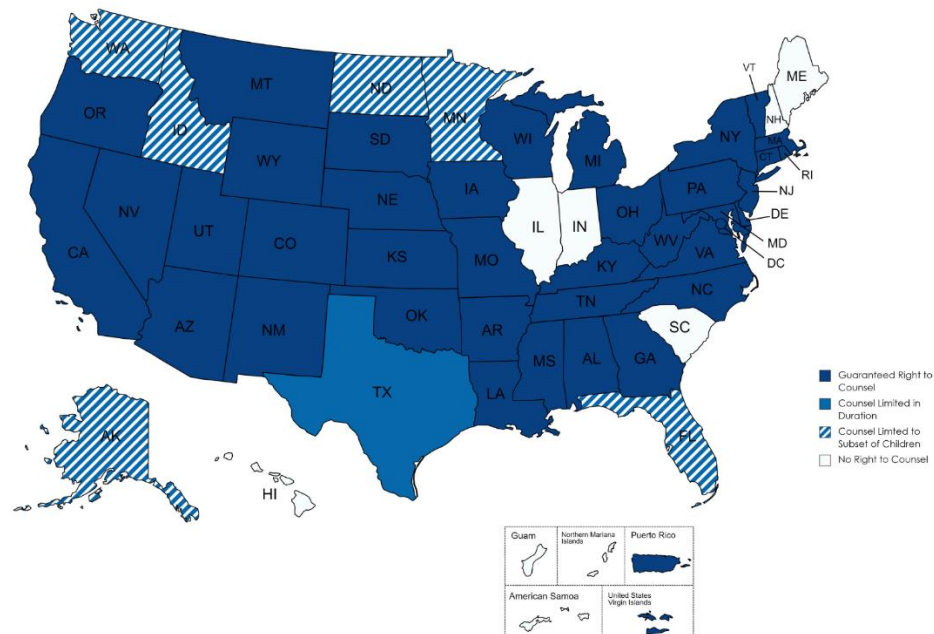 WA
MT
ND
MN
VT
ME
OR
ID
WY
SD
WI
MI
NY
NH
MA
CT
RI
NV
UT
CO
NE
IA
IL
IN
OH
PA
NJ
DE
MD
DC
CA
KS
MO
KY
WV
VA
AZ
NM
OK
AR
TN
NC
SC
TX
LA
MS
AL
GA
FL
AK
HI
Guaranteed Right to
Counsel
Counsel Limited in
Duration
Counsel Limted to
Subset of Children
No Right to Counsel
Guam
Northern Mariana
Islands
Puerto Rico
American Samoa
United States
Virgin Islands